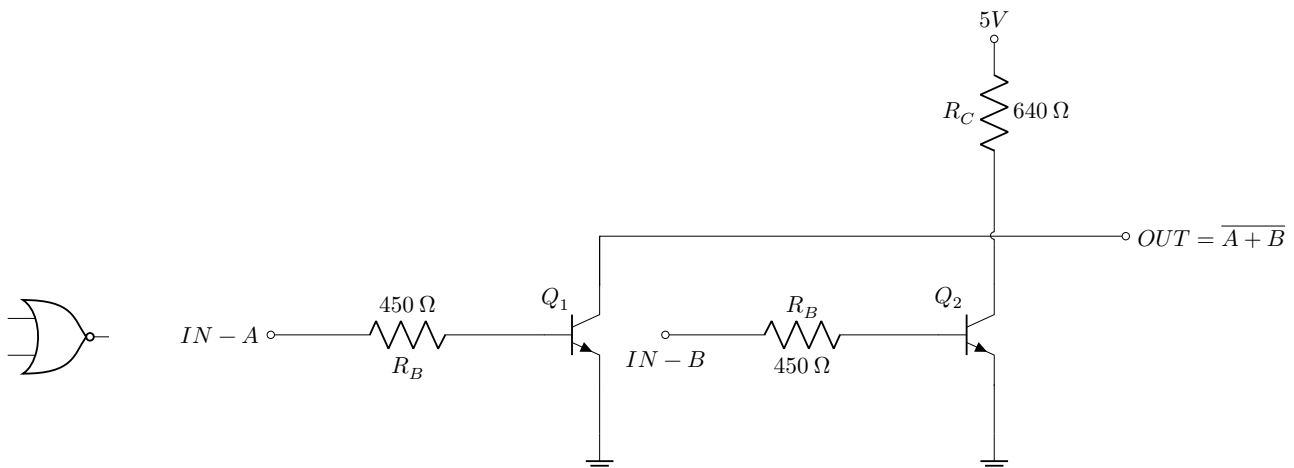 5V
R_C 640 Ω
OUT = \overline{A + B}
Q_1
Q_2
450 Ω
R_B
IN − A
IN − B
R_B
450 Ω